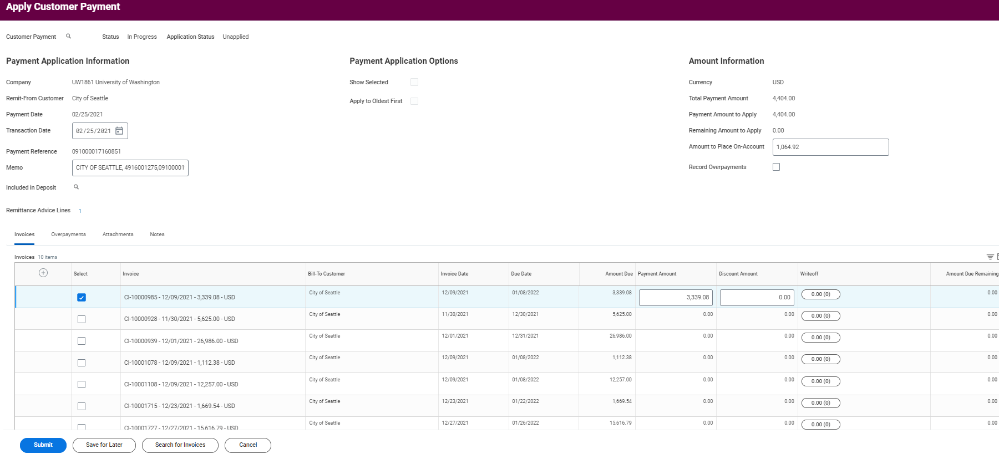 Apply Customer Payment
Customer Payment Status In Progress Application Status Unapplied
Payment Application Information
Company UW1861 University of Washington
Remit-From Customer City of Seattle
Payment Date 02/25/2021
Transaction Date 02/25/2021
Payment Reference 091000017160851
Memo CITY OF SEATTLE, 4916001275,09100001
Included in Deposit
Remittance Advice Lines 1
Payment Application Options
Show Selected
Apply to Oldest First
Amount Information
Currency USD
Total Payment Amount 4,404.00
Payment Amount to Apply 4,404.00
Remaining Amount to Apply 0.00
Amount to Place On-Account 1,064.92
Record Overpayments
Invoices Overpayments Attachments Notes
Invoices 10 items
Select Invoice Bill-To Customer Invoice Date Due Date Amount Due Payment Amount Discount Amount Writeoff Amount Due Remaining
CI-10000985 - 12/09/2021 - 3,339.08 - USD City of Seattle 12/09/2021 01/08/2022 3,339.08 3,339.08 0.00 0.00 (0) 0.00
CI-10000928 - 11/30/2021 - 5,625.00 - USD City of Seattle 11/30/2021 12/30/2021 5,625.00 0.00 0.00 0.00 (0) 0.00
CI-10000939 - 12/01/2021 - 26,986.00 - USD City of Seattle 12/01/2021 12/31/2021 26,986.00 0.00 0.00 0.00 (0) 0.00
CI-10001078 - 12/09/2021 - 1,112.38 - USD City of Seattle 12/09/2021 01/08/2022 1,112.38 0.00 0.00 0.00 (0) 0.00
CI-10001108 - 12/09/2021 - 12,257.00 - USD City of Seattle 12/09/2021 01/08/2022 12,257.00 0.00 0.00 0.00 (0) 0.00
CI-10001715 - 12/23/2021 - 1,669.54 - USD City of Seattle 12/23/2021 01/22/2022 1,669.54 0.00 0.00 0.00 (0) 0.00
CI-10001727 - 12/27/2021 - 15,616.79 - USD City of Seattle 12/27/2021 01/26/2022 15,616.79 0.00 0.00 0.00 (0) 0.00
Submit Save for Later Search for Invoices Cancel